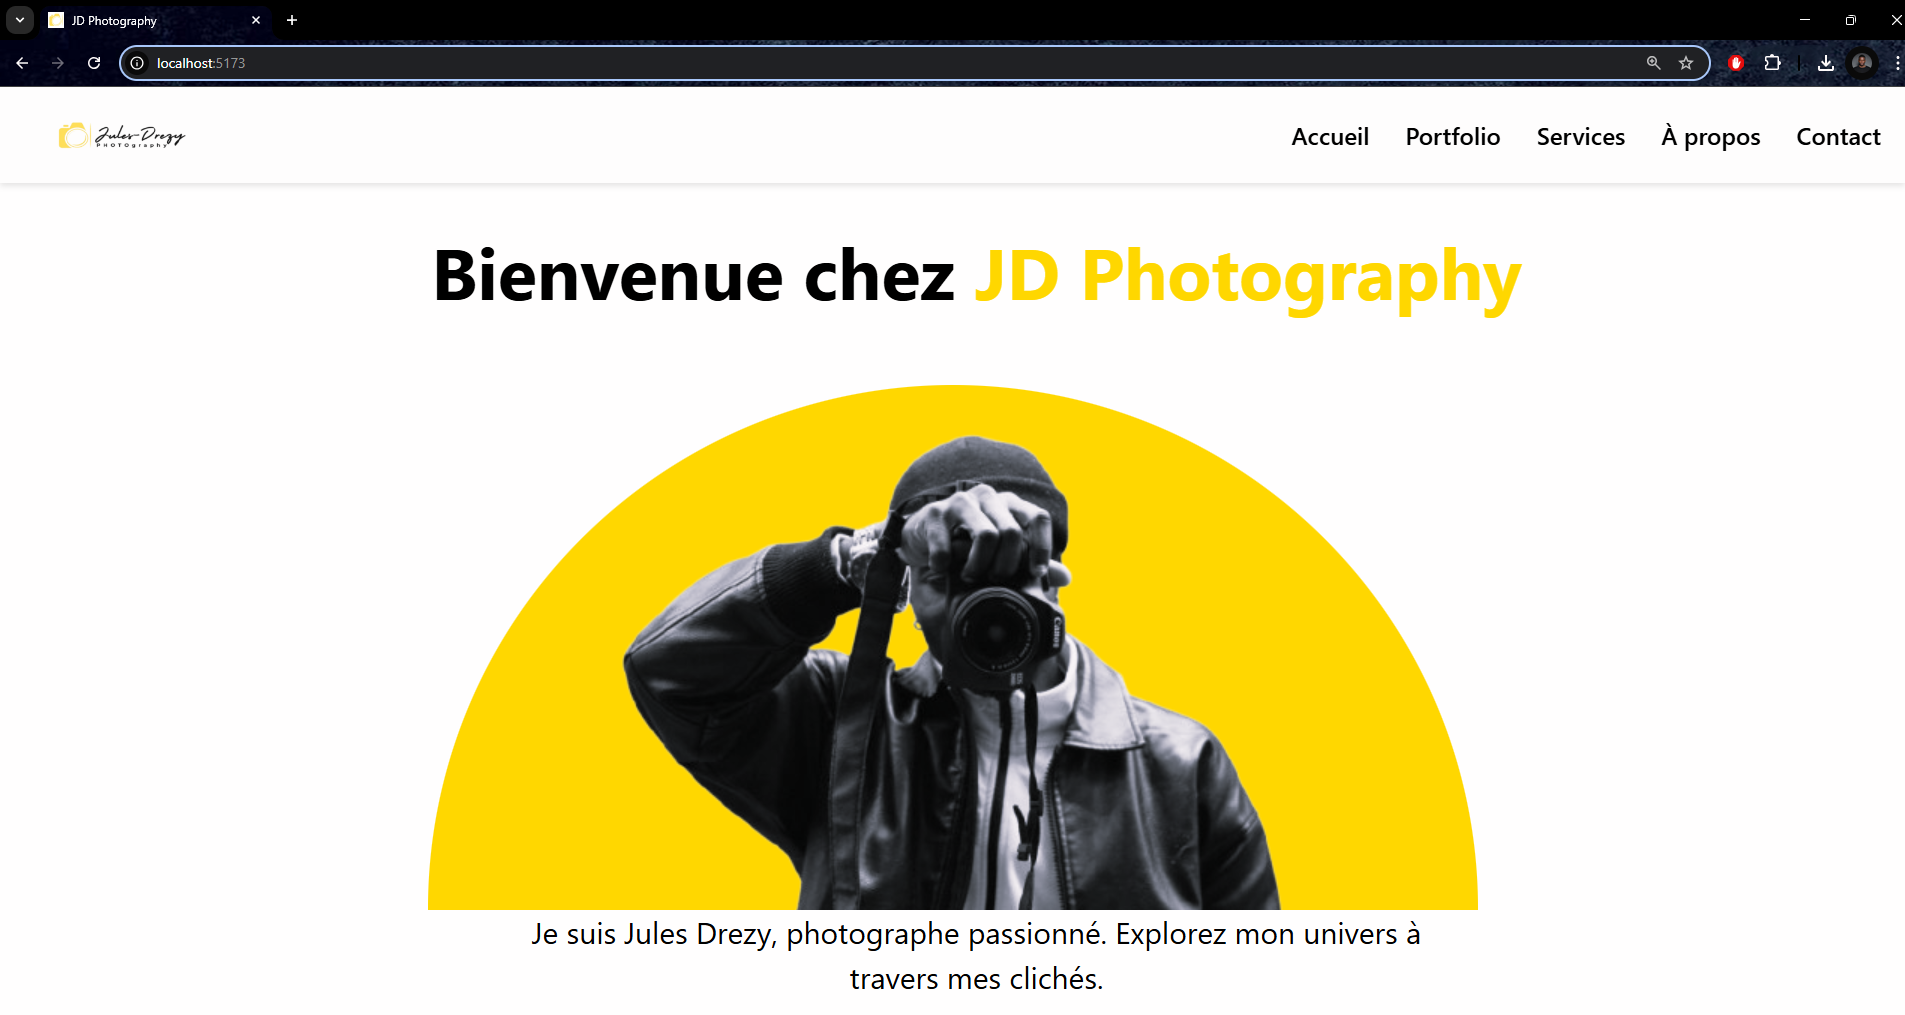 JD Photography
localhost:5173
Jules-Drezy
PHOTOgraphy
Accueil Portfolio Services À propos Contact
Bienvenue chez JD Photography
Canon
Je suis Jules Drezy, photographe passionné. Explorez mon univers à
travers mes clichés.